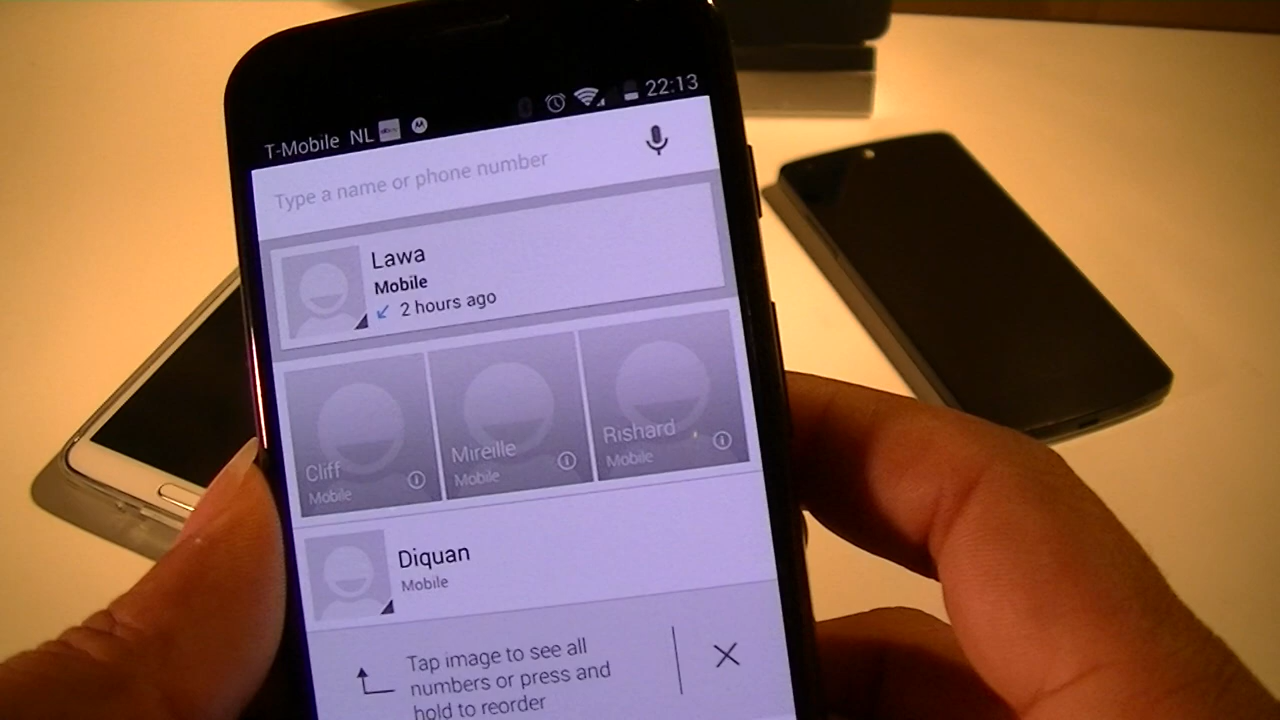 T-Mobile NL 22:13
Type a name or phone number
Lawa
Mobile
2 hours ago
Cliff
Mobile
Mireille
Mobile
Rishard
Mobile
Diquan
Mobile
Tap image to see all
numbers or press and
hold to reorder